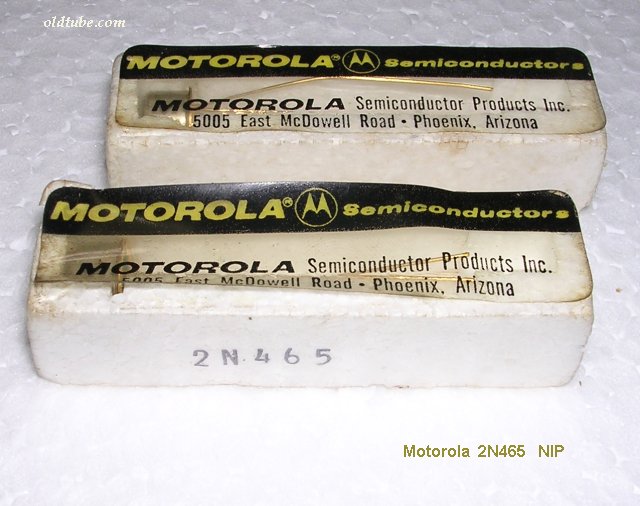 oldtube.com
MOTOROLA® M Semiconductors
MOTOROLA Semiconductor Products Inc.
5005 East McDowell Road • Phoenix, Arizona
MOTOROLA® M Semiconductors
MOTOROLA Semiconductor Products Inc.
5005 East McDowell Road • Phoenix, Arizona
2N465
Motorola 2N465 NIP